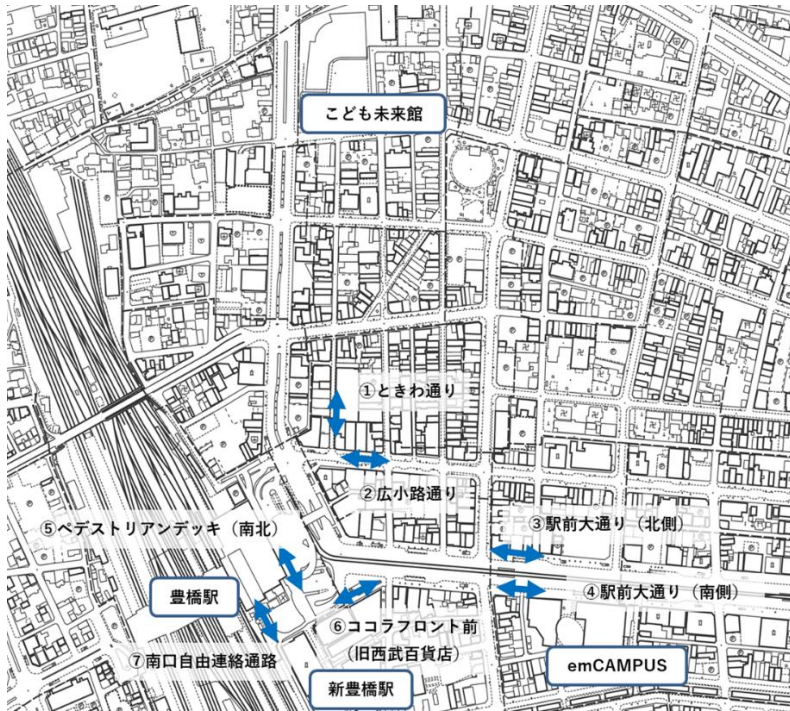 こども未来館
①ときわ通り
②広小路通り
⑤ペデストリアンデッキ（南北）
③駅前大通り（北側）
豊橋駅
④駅前大通り（南側）
⑥ココラフロント前
（旧西武百貨店）
⑦南口自由連絡通路
emCAMPUS
新豊橋駅